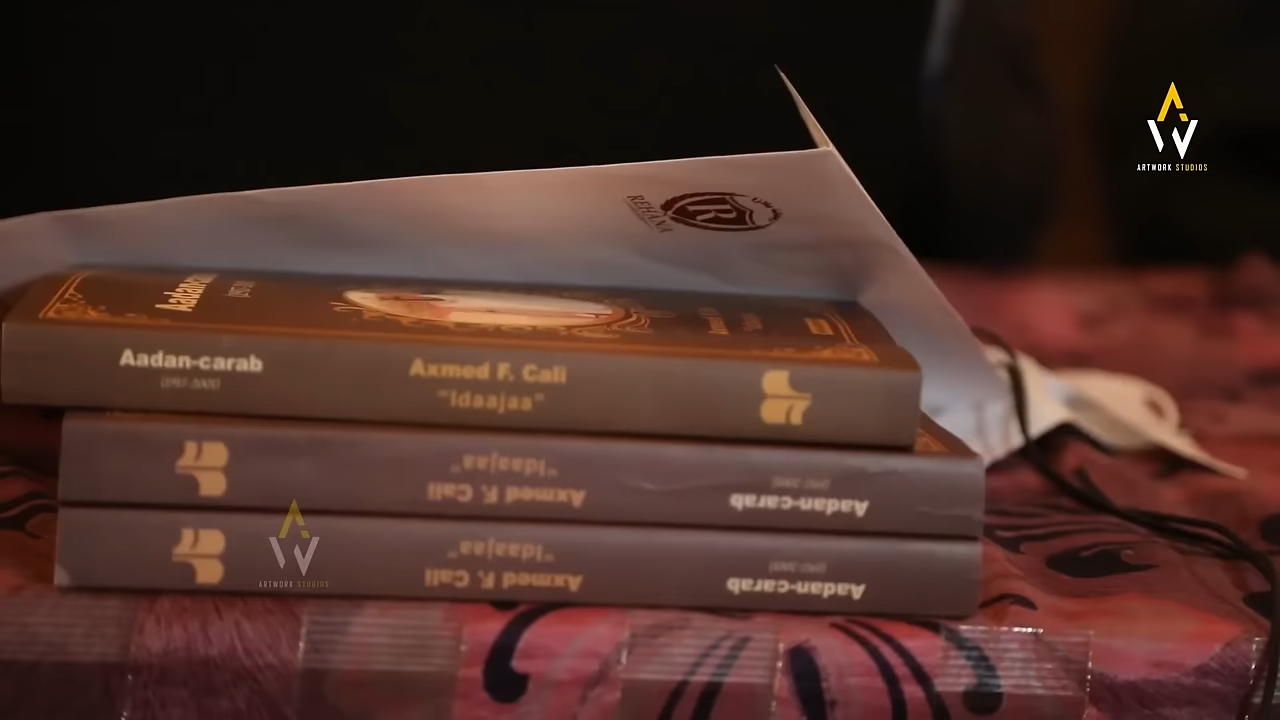 ARTWORK STUDIOS
REHANA
R
Aadan-carab
Axmed F. Cali
"Idaajaa"
"Idaajaa"
Axmed F. Cali
Aadan-carab
"Idaajaa"
Axmed F. Cali
Aadan-carab
ARTWORK STUDIOS